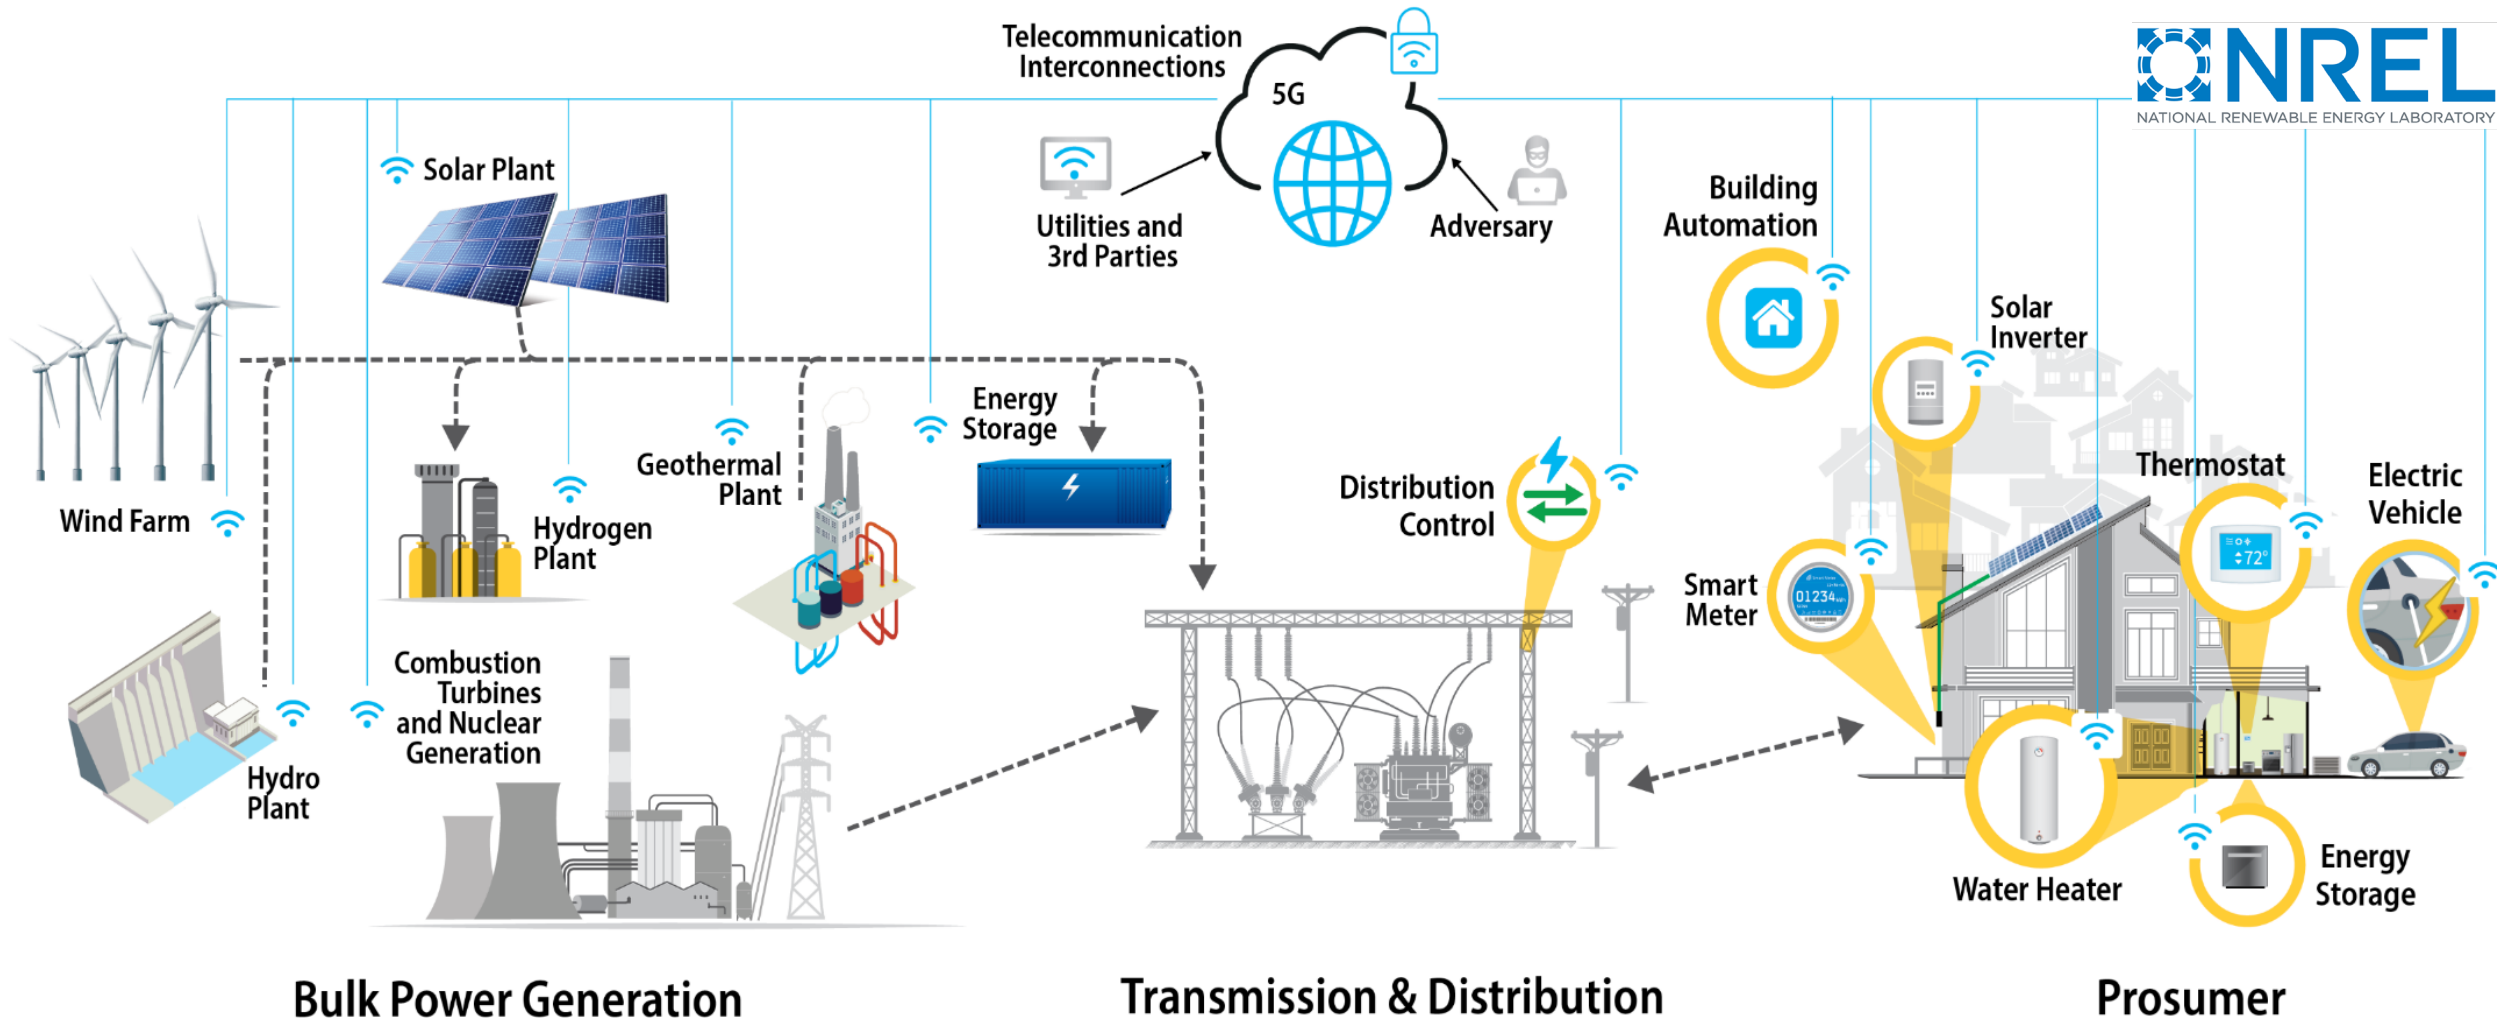 Telecommunication
Interconnections
5G
NREL
NATIONAL RENEWABLE ENERGY LABORATORY
Solar Plant
Utilities and
3rd Parties
Adversary
Building
Automation
Solar
Inverter
Energy
Storage
Geothermal
Plant
Distribution
Control
Thermostat
72°
Electric
Vehicle
Wind Farm
Hydrogen
Plant
Smart
Meter
01234
Combustion
Turbines
and Nuclear
Generation
Hydro
Plant
Water Heater
Energy
Storage
Bulk Power Generation
Transmission & Distribution
Prosumer